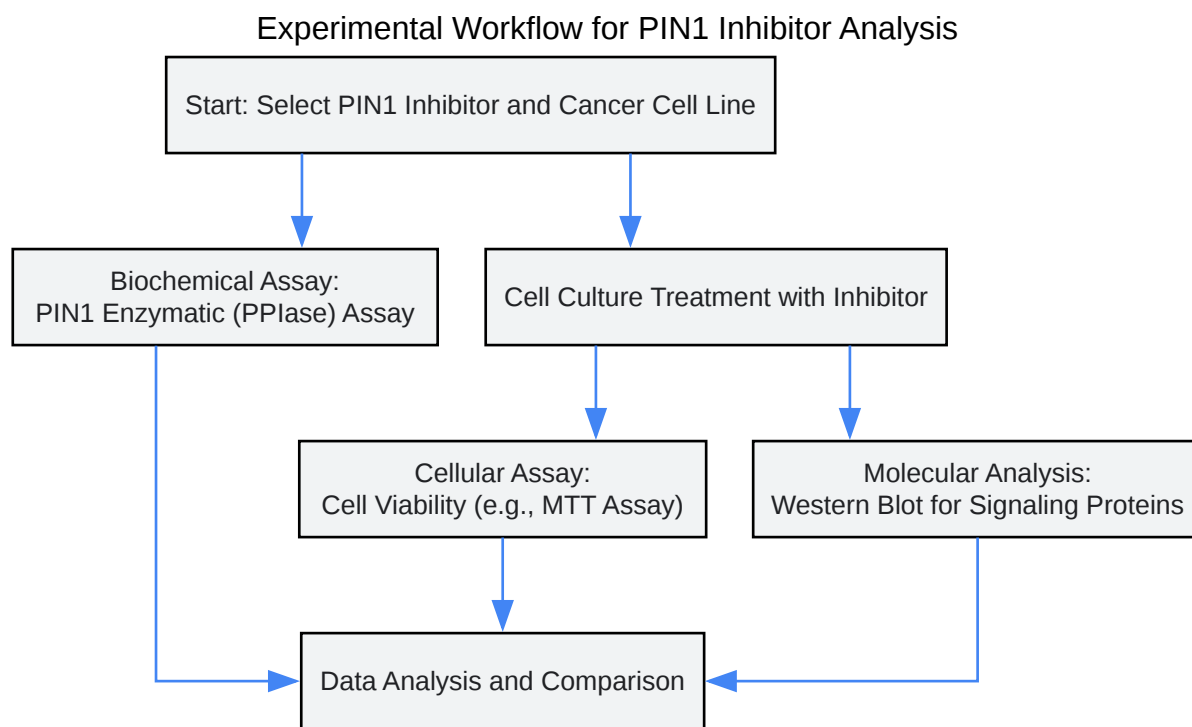 Experimental Workflow for PIN1 Inhibitor Analysis
Start: Select PIN1 Inhibitor and Cancer Cell Line
Biochemical Assay:
PIN1 Enzymatic (PPIase) Assay
Cell Culture Treatment with Inhibitor
Cellular Assay:
Cell Viability (e.g., MTT Assay)
Molecular Analysis:
Western Blot for Signaling Proteins
Data Analysis and Comparison